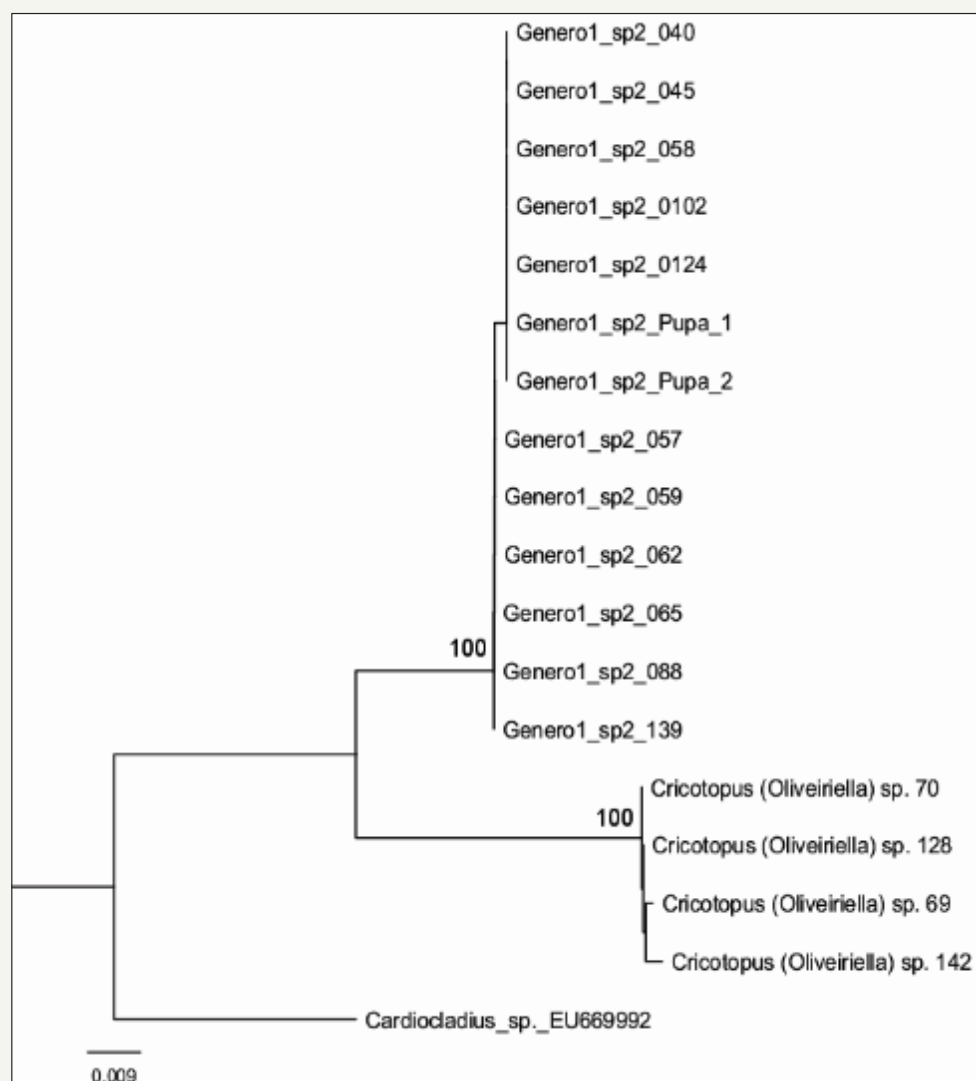 Genero1_sp2_040
Genero1_sp2_045
Genero1_sp2_058
Genero1_sp2_0102
Genero1_sp2_0124
Genero1_sp2_Pupa_1
Genero1_sp2_Pupa_2
Genero1_sp2_057
Genero1_sp2_059
Genero1_sp2_062
Genero1_sp2_065
100
Genero1_sp2_088
Genero1_sp2_139
Cricotopus (Oliveiriella) sp. 70
100
Cricotopus (Oliveiriella) sp. 128
Cricotopus (Oliveiriella) sp. 69
Cricotopus (Oliveiriella) sp. 142
Cardiocladius_sp._EU669992
0.009